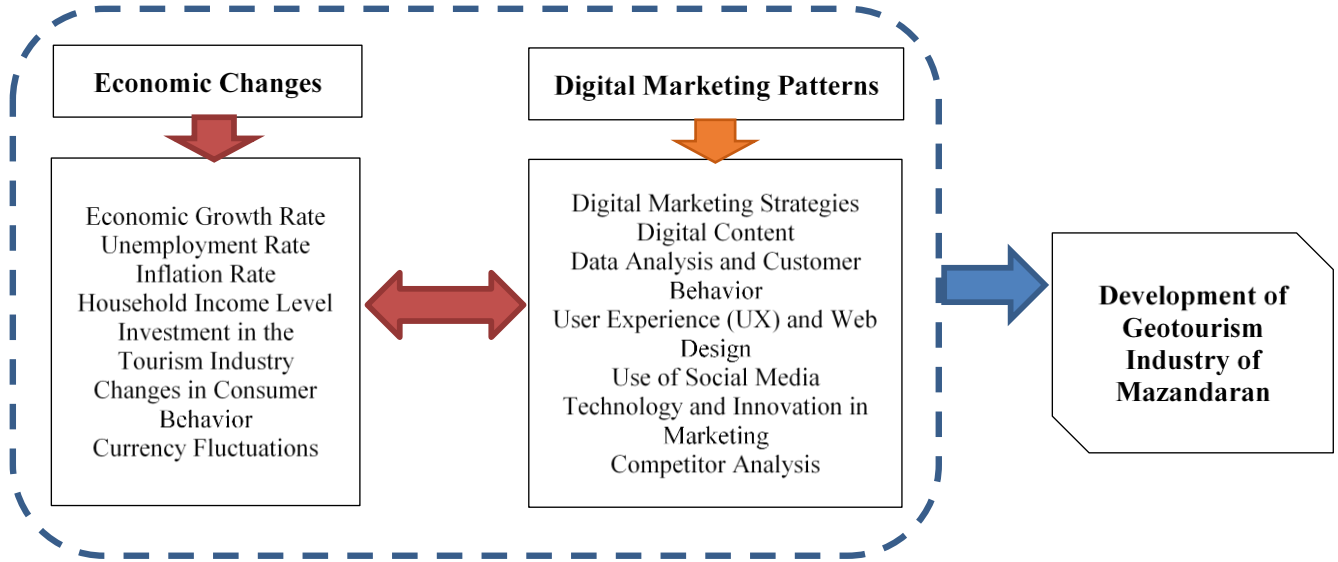 Economic Changes
Economic Growth Rate
Unemployment Rate
Inflation Rate
Household Income Level
Investment in the
Tourism Industry
Changes in Consumer
Behavior
Currency Fluctuations
Digital Marketing Patterns
Digital Marketing Strategies
Digital Content
Data Analysis and Customer
Behavior
User Experience (UX) and Web
Design
Use of Social Media
Technology and Innovation in
Marketing
Competitor Analysis
Development of
Geotourism
Industry of
Mazandaran